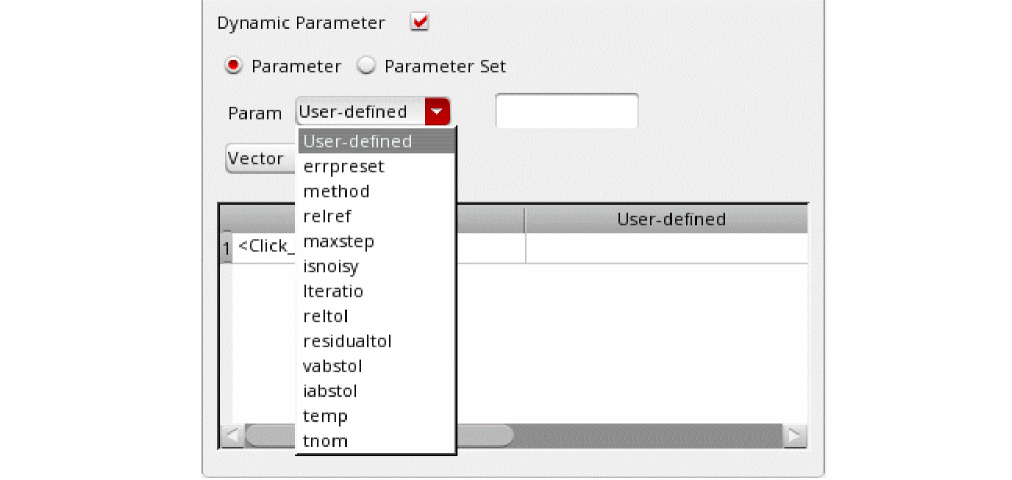 Dynamic Parameter
Parameter Parameter Set
Param User-defined
User-defined
errpreset
Vector
method
relref
User-defined
maxstep
1 <Click_
isnoisy
lteratio
reltol
residualtol
vabstol
iabstol
temp
tnom